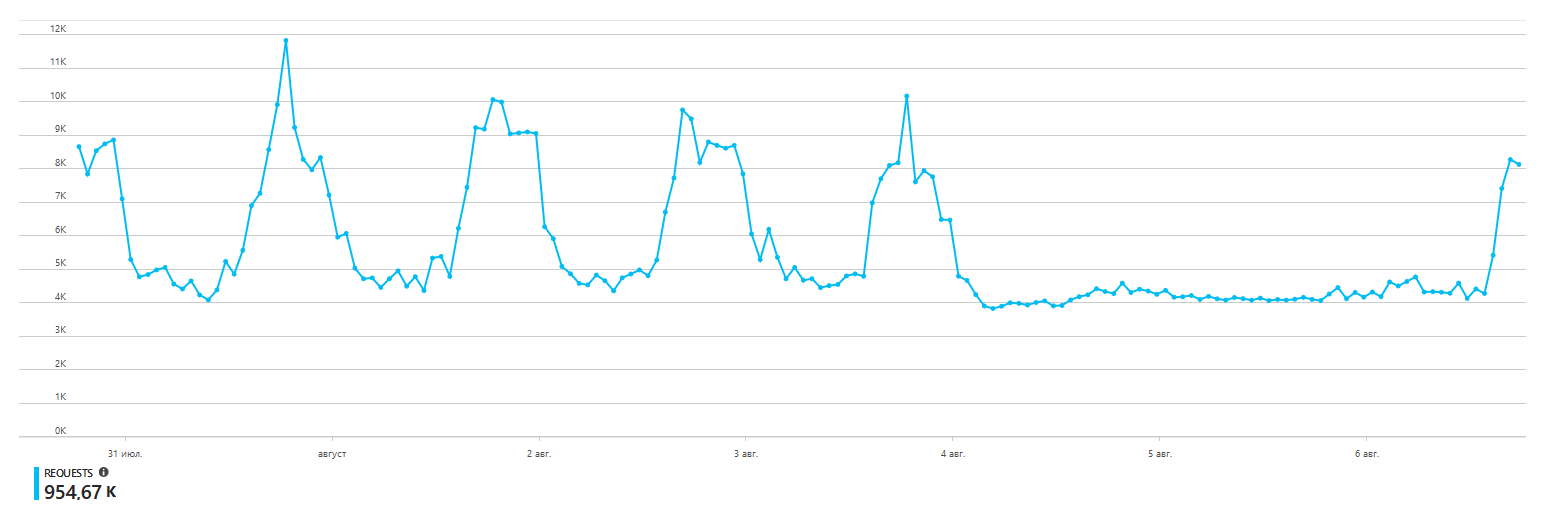 12K
11K
10K
9K
8K
7K
6K
5K
4K
3K
2K
1K
0K
31 июл. август 2 авг. 3 авг. 4 авг. 5 авг. 6 авг.
REQUESTS
954,67 K